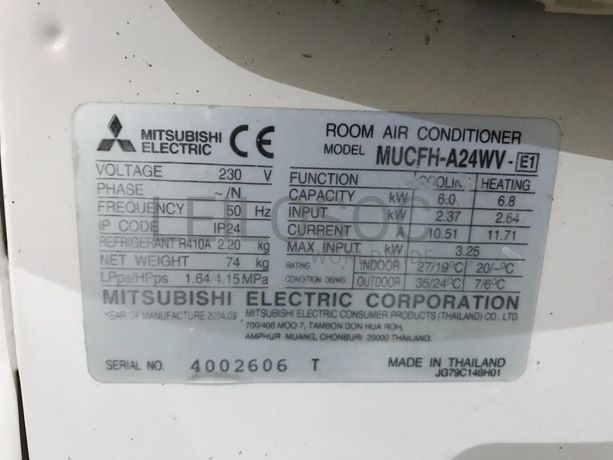 MITSUBISHI ELECTRIC CE
VOLTAGE 230 V
PHASE ~/N
FREQUENCY 50 Hz
IP CODE IP24
REFRIGERANT R410A 2.20 kg
NET WEIGHT 74 kg
LPps/HPps 1.64/4.15 MPa
ROOM AIR CONDITIONER
MODEL MUCFH-A24WV-E1
FUNCTION COOLING HEATING
CAPACITY kW 6.0 6.8
INPUT kW 2.37 2.64
CURRENT A 10.51 11.71
MAX. INPUT kW 3.25
RATING INDOOR 27/19°C 20/-°C
CONDITION DB/WB OUTDOOR 35/24°C 7/6°C
MITSUBISHI ELECTRIC CORPORATION
YEAR OF MANUFACTURE 2004.09 MITSUBISHI ELECTRIC CONSUMER PRODUCTS (THAILAND) CO., LTD.
700/406 MOO 7, TAMBON DON HUA ROH,
AMPHUR MUANG, CHONBURI 20000 THAILAND.
SERIAL NO. 4002606 T MADE IN THAILAND
JG79C148H01